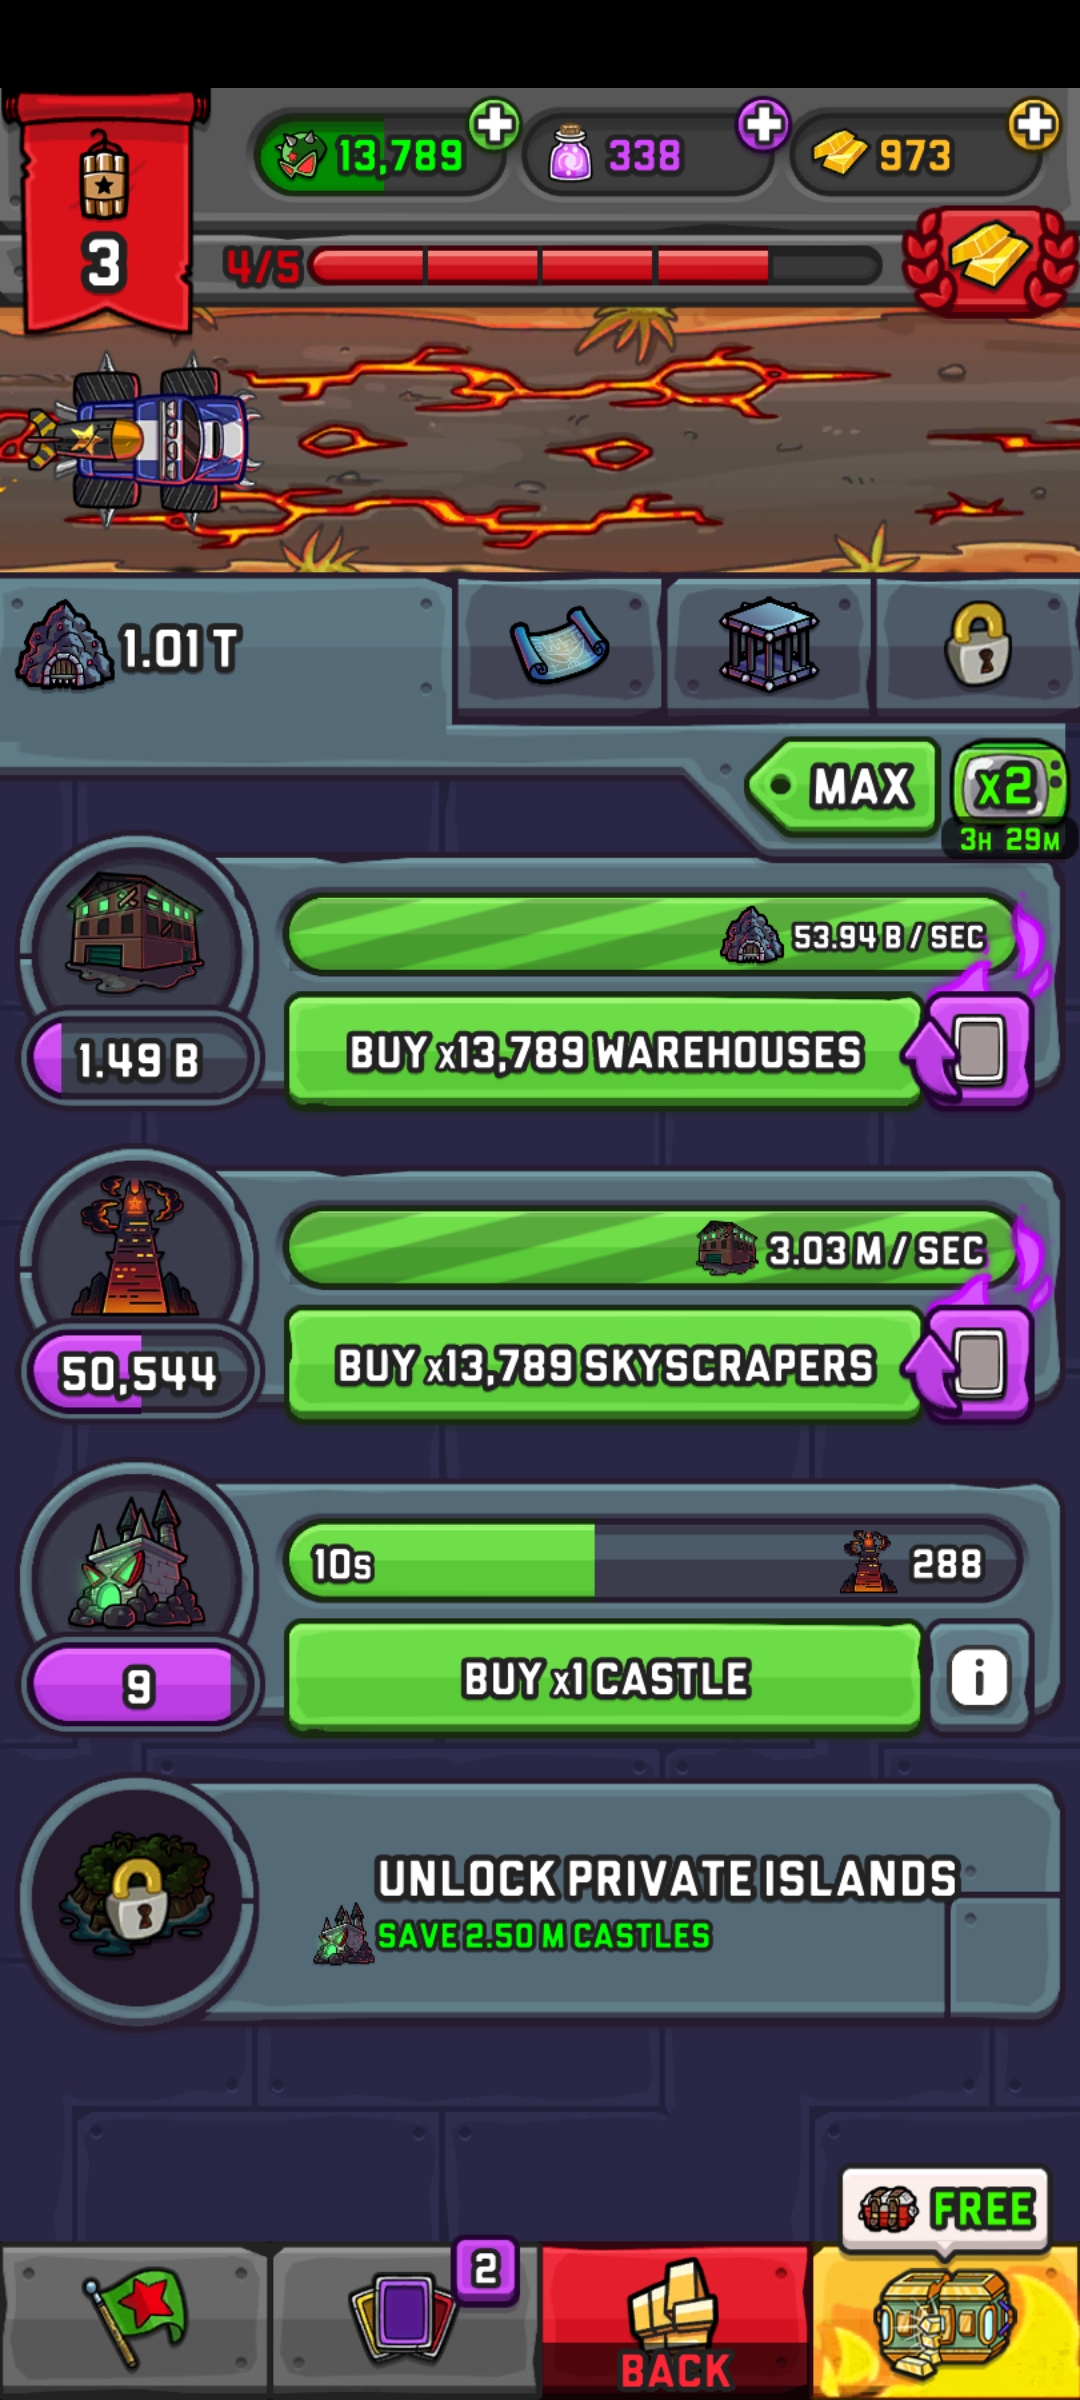 13,789
338
973
3
4/5
1.01 T
MAX
x2
3H 29M
53.94 B / SEC
1.49 B
BUY x13,789 WAREHOUSES
3.03 M / SEC
50,544
BUY x13,789 SKYSCRAPERS
10s
288
9
BUY x1 CASTLE
i
UNLOCK PRIVATE ISLANDS
SAVE 2.50 M CASTLES
FREE
2
BACK